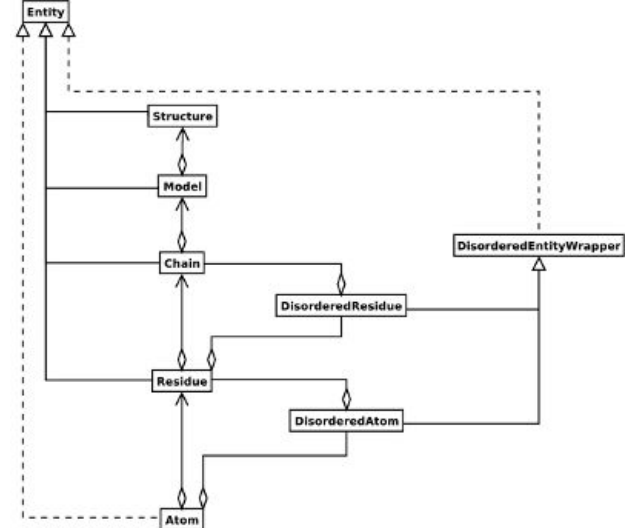 Entity
Structure
Model
DisorderedEntityWrapper
Chain
DisorderedResidue
Residue
DisorderedAtom
Atom